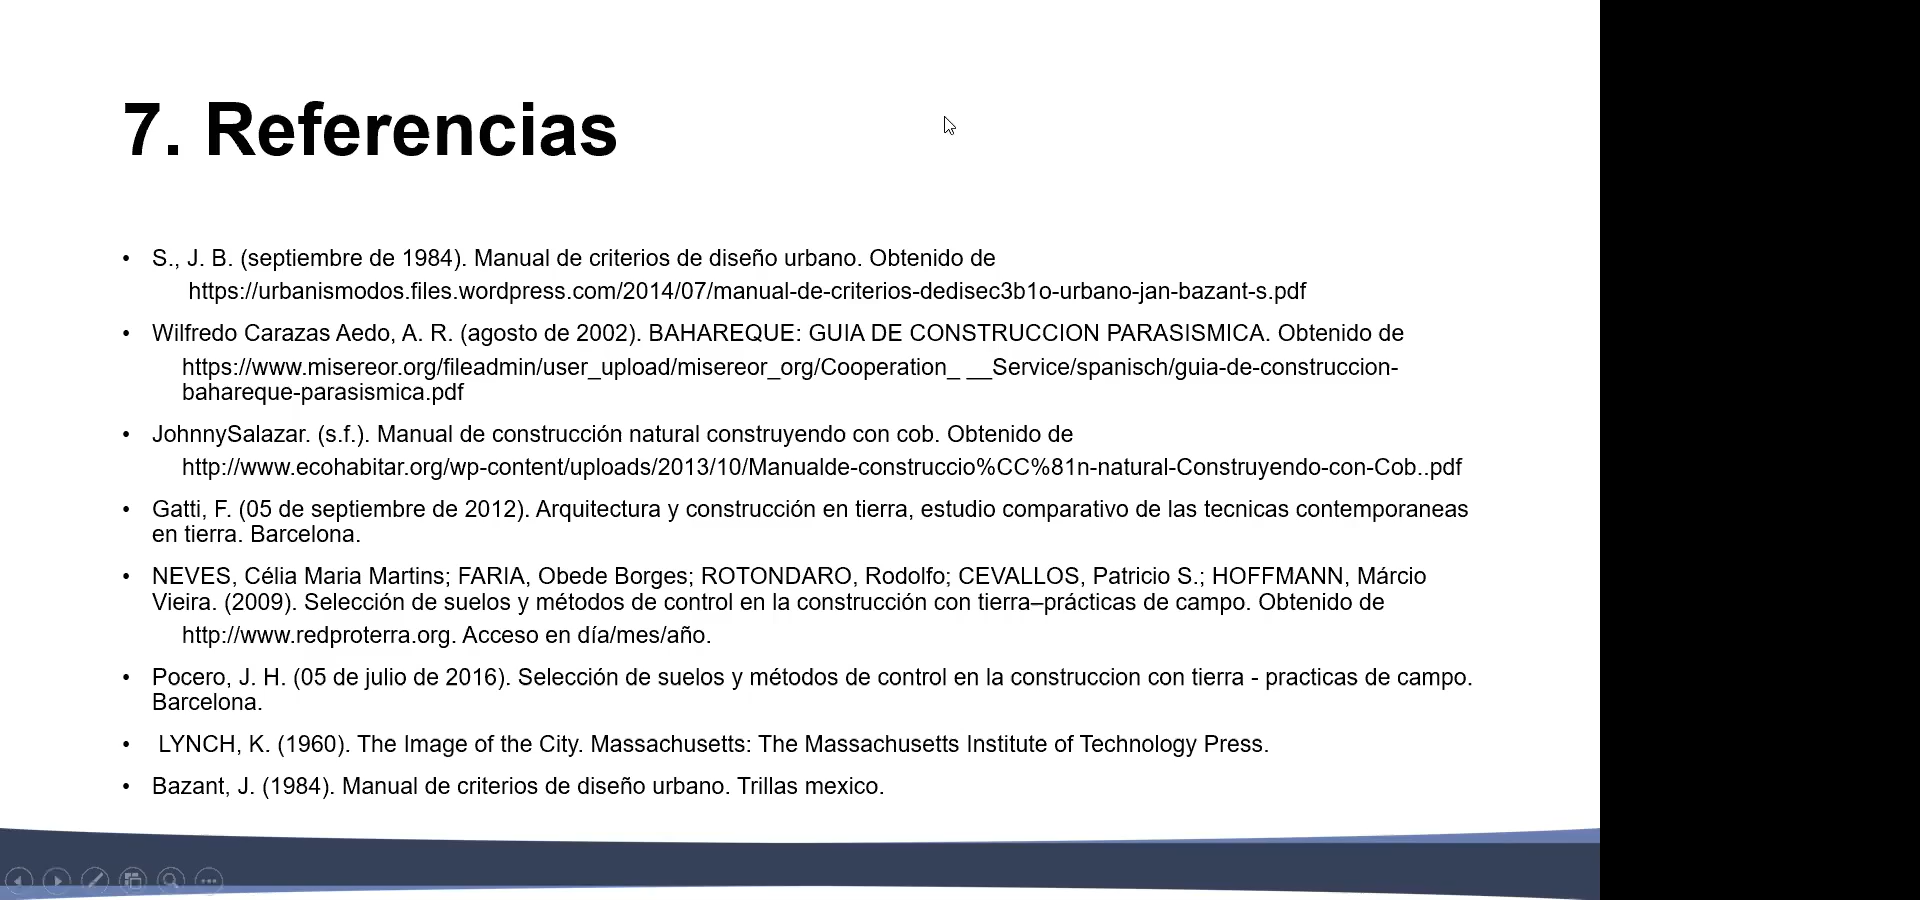 7. Referencias
• S., J. B. (septiembre de 1984). Manual de criterios de diseño urbano. Obtenido de
https://urbanismodos.files.wordpress.com/2014/07/manual-de-criterios-dedisec3b1o-urbano-jan-bazant-s.pdf
• Wilfredo Carazas Aedo, A. R. (agosto de 2002). BAHAREQUE: GUIA DE CONSTRUCCION PARASISMICA. Obtenido de
https://www.misereor.org/fileadmin/user_upload/misereor_org/Cooperation_ __Service/spanisch/guia-de-construccion-
bahareque-parasismica.pdf
• JohnnySalazar. (s.f.). Manual de construcción natural construyendo con cob. Obtenido de
http://www.ecohabitar.org/wp-content/uploads/2013/10/Manualde-construccio%CC%81n-natural-Construyendo-con-Cob..pdf
• Gatti, F. (05 de septiembre de 2012). Arquitectura y construcción en tierra, estudio comparativo de las tecnicas contemporaneas
en tierra. Barcelona.
• NEVES, Célia Maria Martins; FARIA, Obede Borges; ROTONDARO, Rodolfo; CEVALLOS, Patricio S.; HOFFMANN, Márcio
Vieira. (2009). Selección de suelos y métodos de control en la construcción con tierra–prácticas de campo. Obtenido de
http://www.redproterra.org. Acceso en día/mes/año.
• Pocero, J. H. (05 de julio de 2016). Selección de suelos y métodos de control en la construccion con tierra - practicas de campo.
Barcelona.
• LYNCH, K. (1960). The Image of the City. Massachusetts: The Massachusetts Institute of Technology Press.
• Bazant, J. (1984). Manual de criterios de diseño urbano. Trillas mexico.